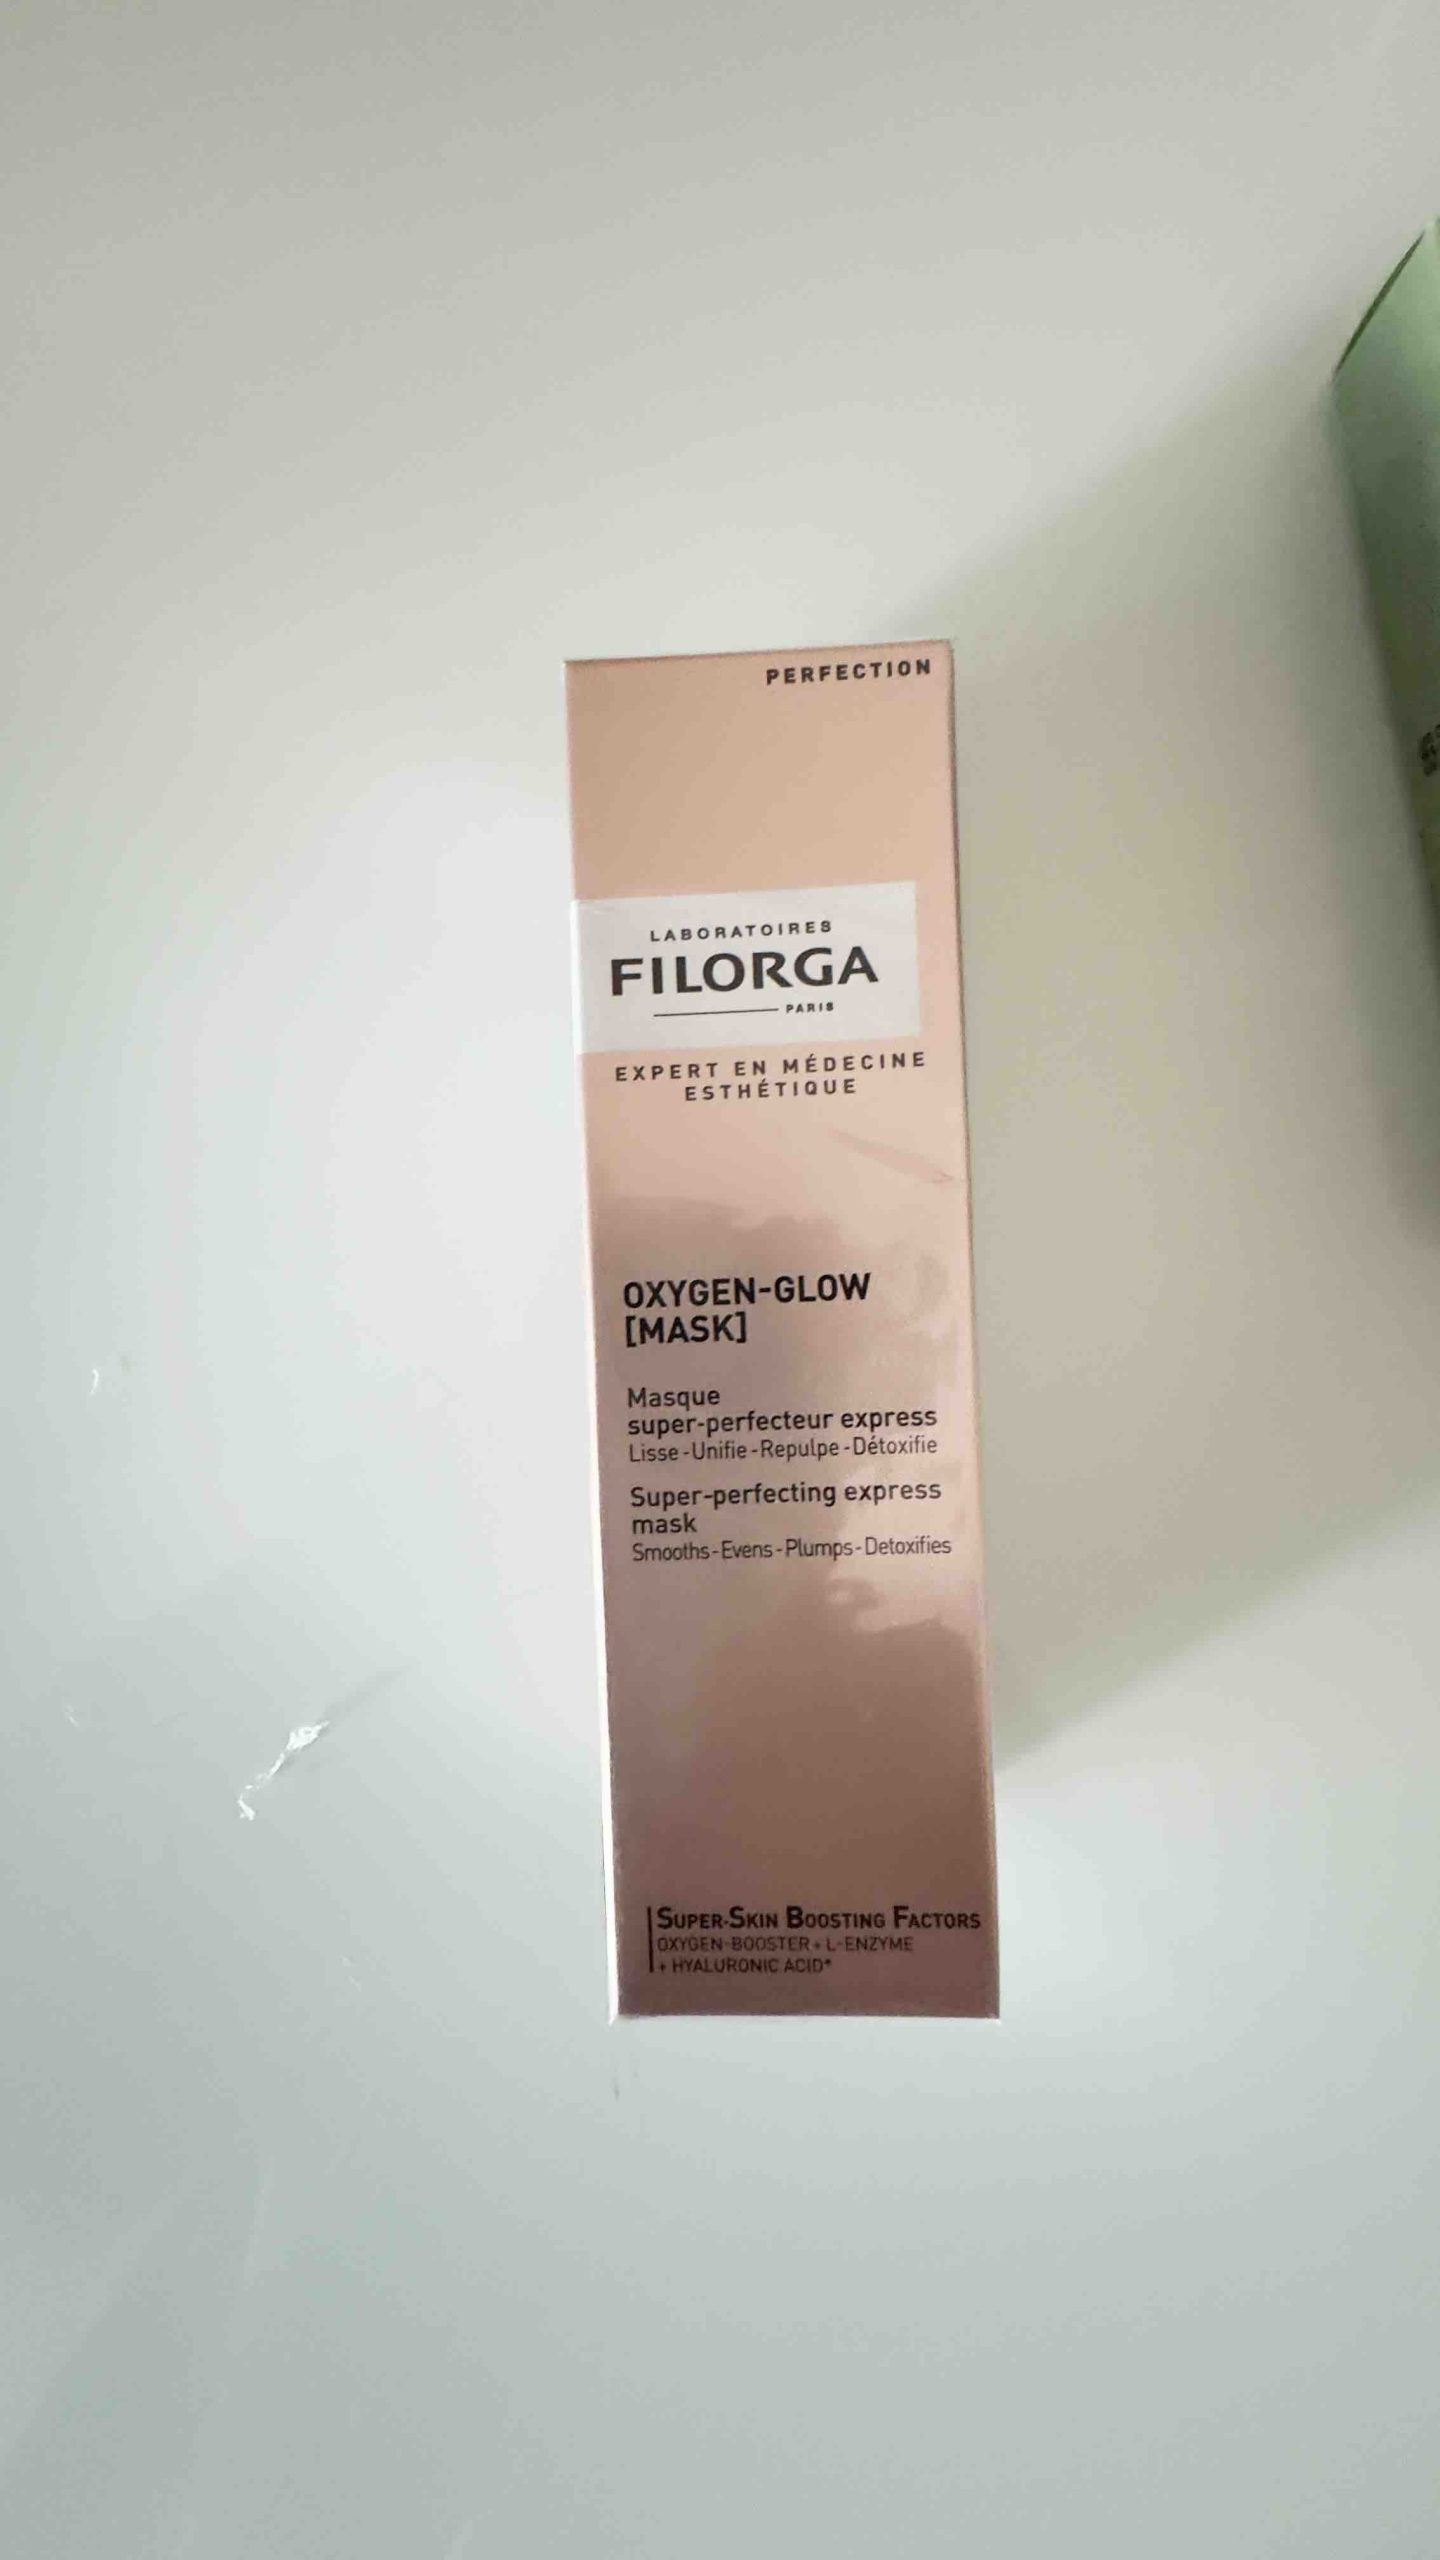 PERFECTION
LABORATOIRES
FILORGA
PARIS
EXPERT EN MÉDECINE
ESTHÉTIQUE
OXYGEN-GLOW
[MASK]
Masque
super-perfecteur express
Lisse-Unifie-Repulpe-Détoxifie
Super-perfecting express
mask
Smooths-Evens-Plumps-Detoxifies
SUPER-SKIN BOOSTING FACTORS
OXYGEN-BOOSTER + L-ENZYME
+ HYALURONIC ACID*